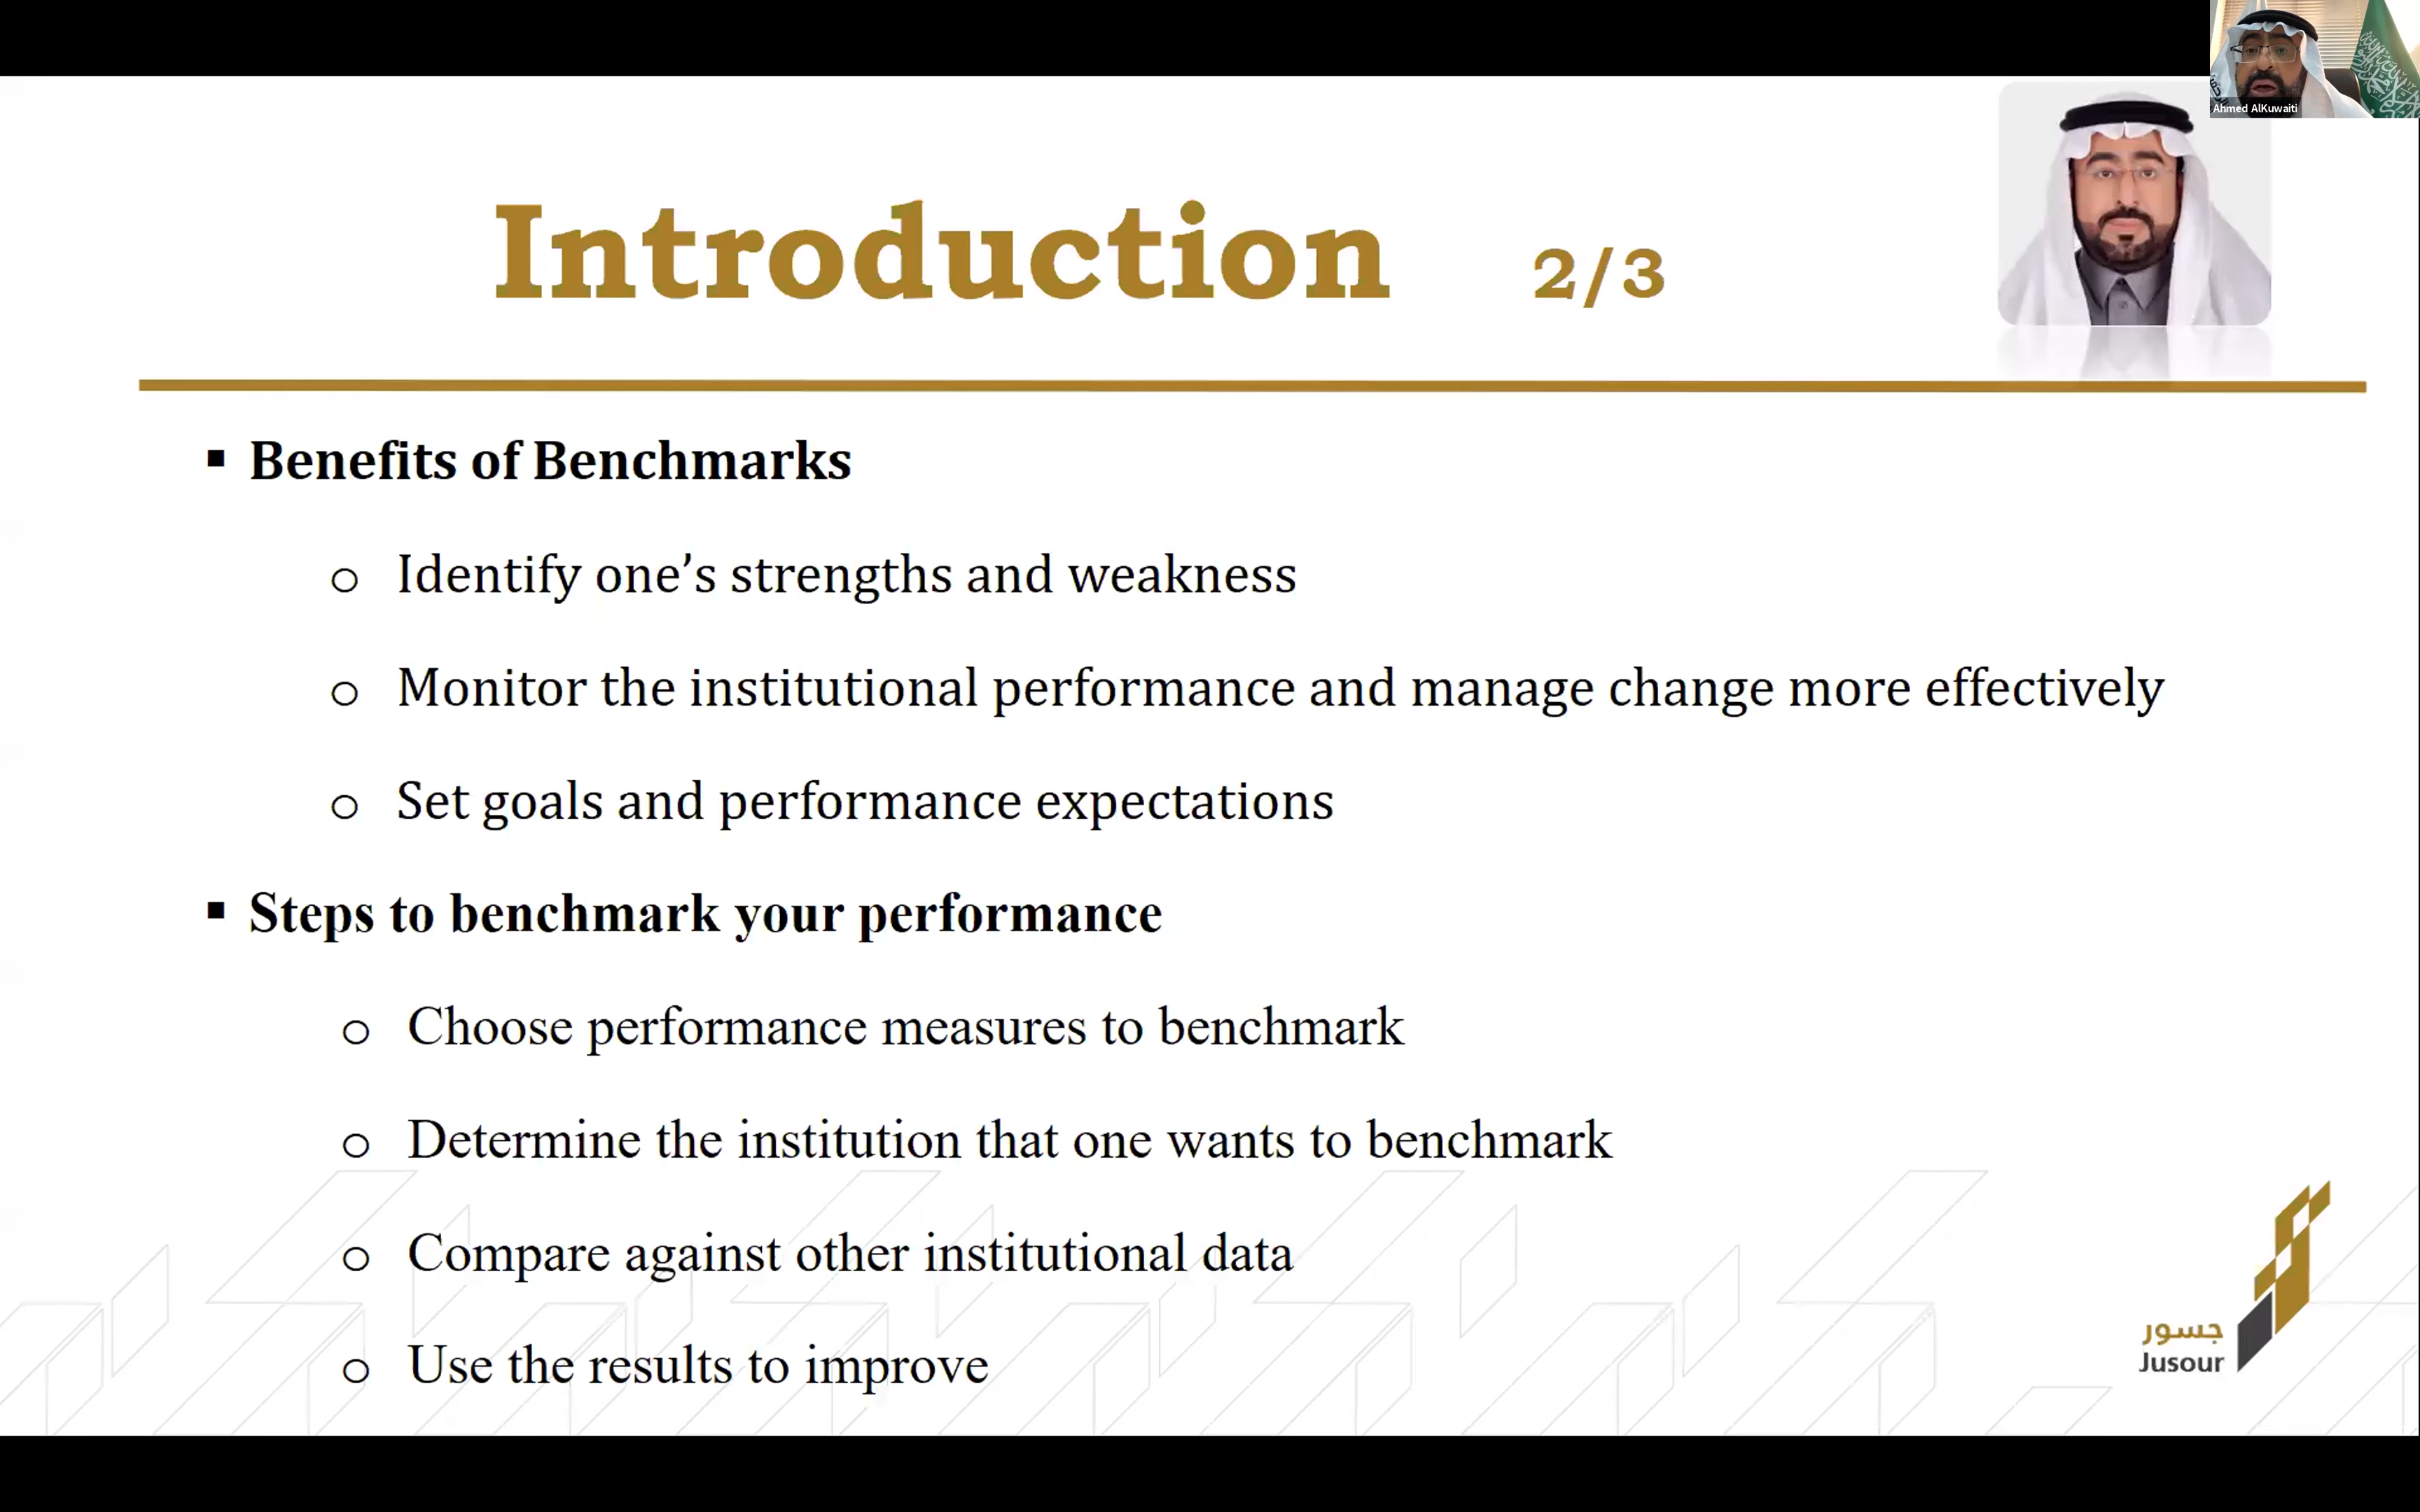 Ahmed AlKuwaiti
Introduction 2/3
▪ Benefits of Benchmarks
o Identify one’s strengths and weakness
o Monitor the institutional performance and manage change more effectively
o Set goals and performance expectations
▪ Steps to benchmark your performance
o Choose performance measures to benchmark
o Determine the institution that one wants to benchmark
o Compare against other institutional data
o Use the results to improve
جسور
Jusour